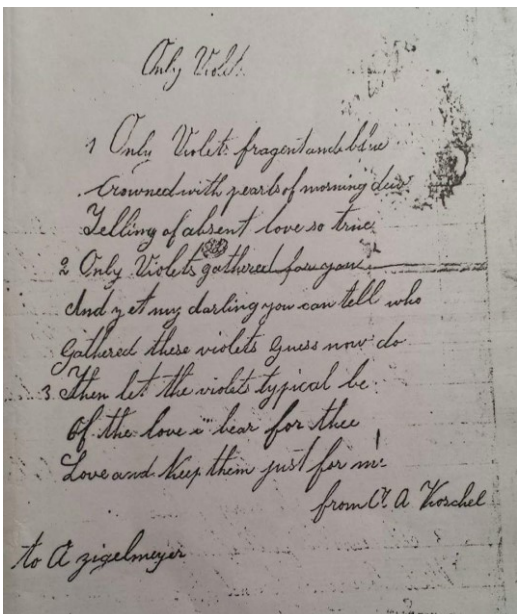 Only Violets
1 Only Violets fragent and blue
Crowned with pearls of morning dew
Telling of absent love so true
2 Only Violets gathered for you
And yet my darling you can tell who
gathered these violets guess now do
3. Then let the violets typical be
Of the love i bear for thee
Love and Keep them just for me
from A Koschel
to A zigelmeyer